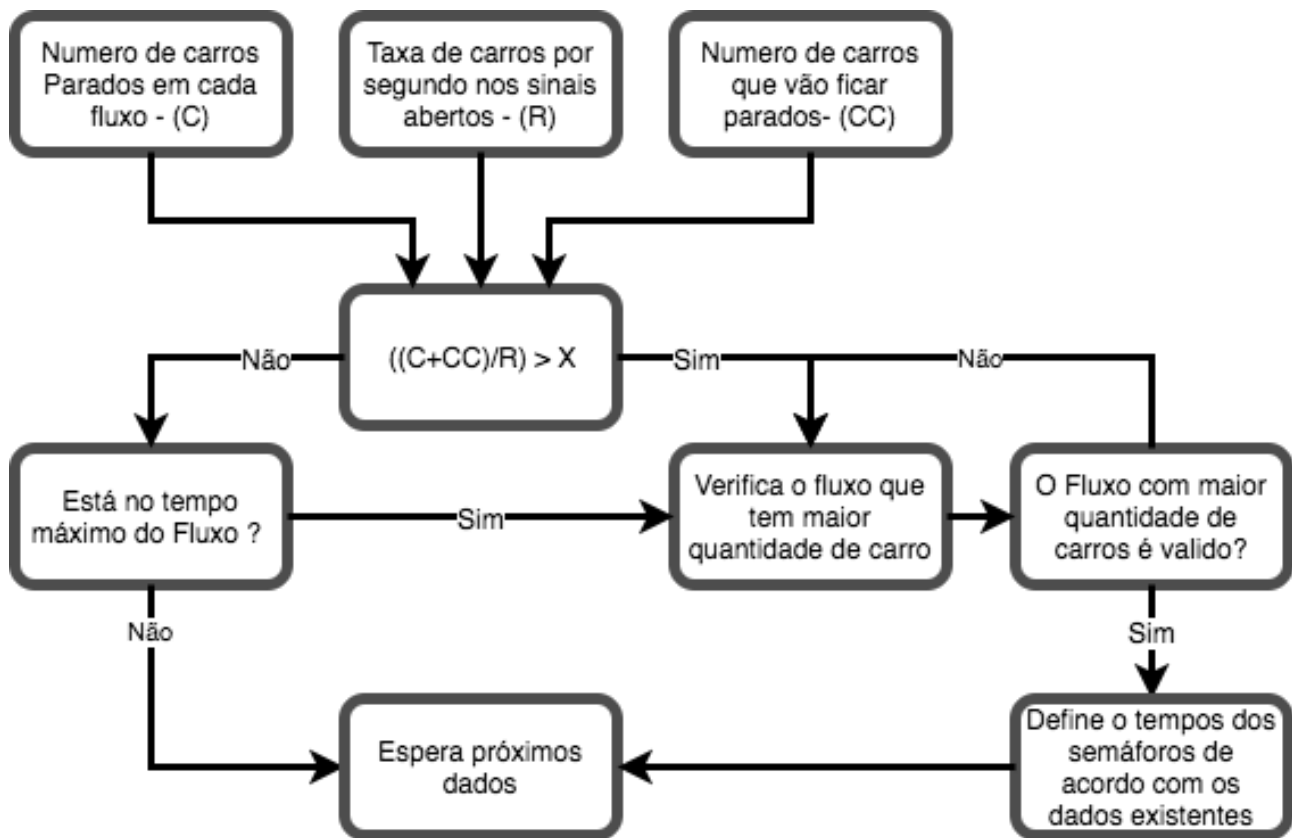 Numero de carros
Parados em cada
fluxo - (C)
Taxa de carros por
segundo nos sinais
abertos - (R)
Numero de carros
que vão ficar
parados- (CC)
Não
((C+CC)/R) > X
Sim
Não
Está no tempo
máximo do Fluxo ?
Sim
Verifica o fluxo que
tem maior
quantidade de carro
O Fluxo com maior
quantidade de
carros é valido?
Não
Sim
Espera próximos
dados
Define o tempos dos
semáforos de
acordo com os
dados existentes